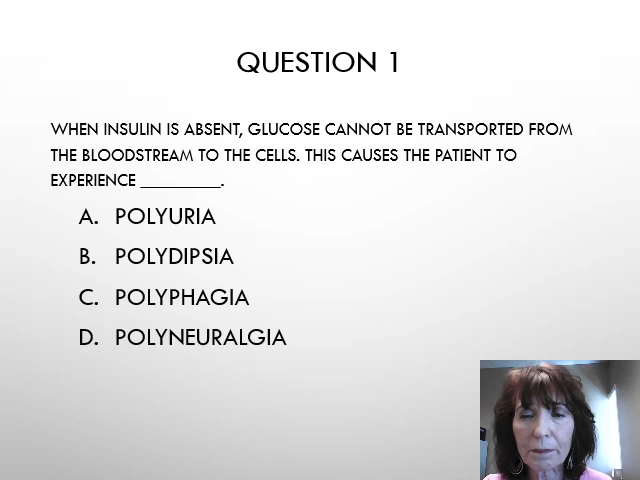 QUESTION 1
WHEN INSULIN IS ABSENT, GLUCOSE CANNOT BE TRANSPORTED FROM
THE BLOODSTREAM TO THE CELLS. THIS CAUSES THE PATIENT TO
EXPERIENCE __________.
A. POLYURIA
B. POLYDIPSIA
C. POLYPHAGIA
D. POLYNEURALGIA